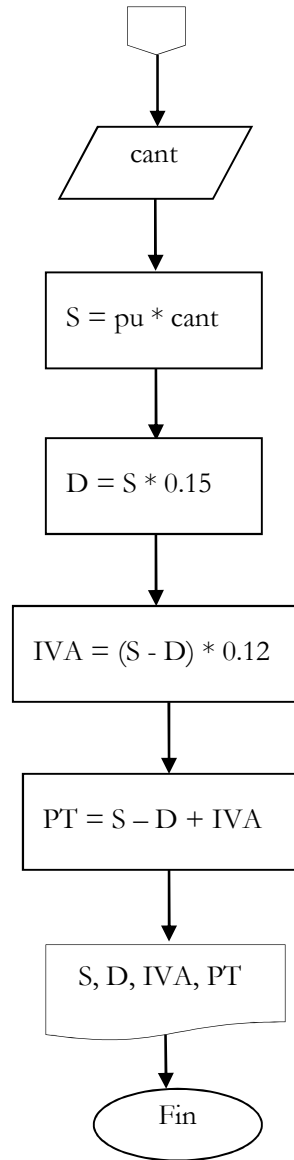 cant
S = pu * cant
D = S * 0.15
IVA = (S - D) * 0.12
PT = S – D + IVA
S, D, IVA, PT
Fin